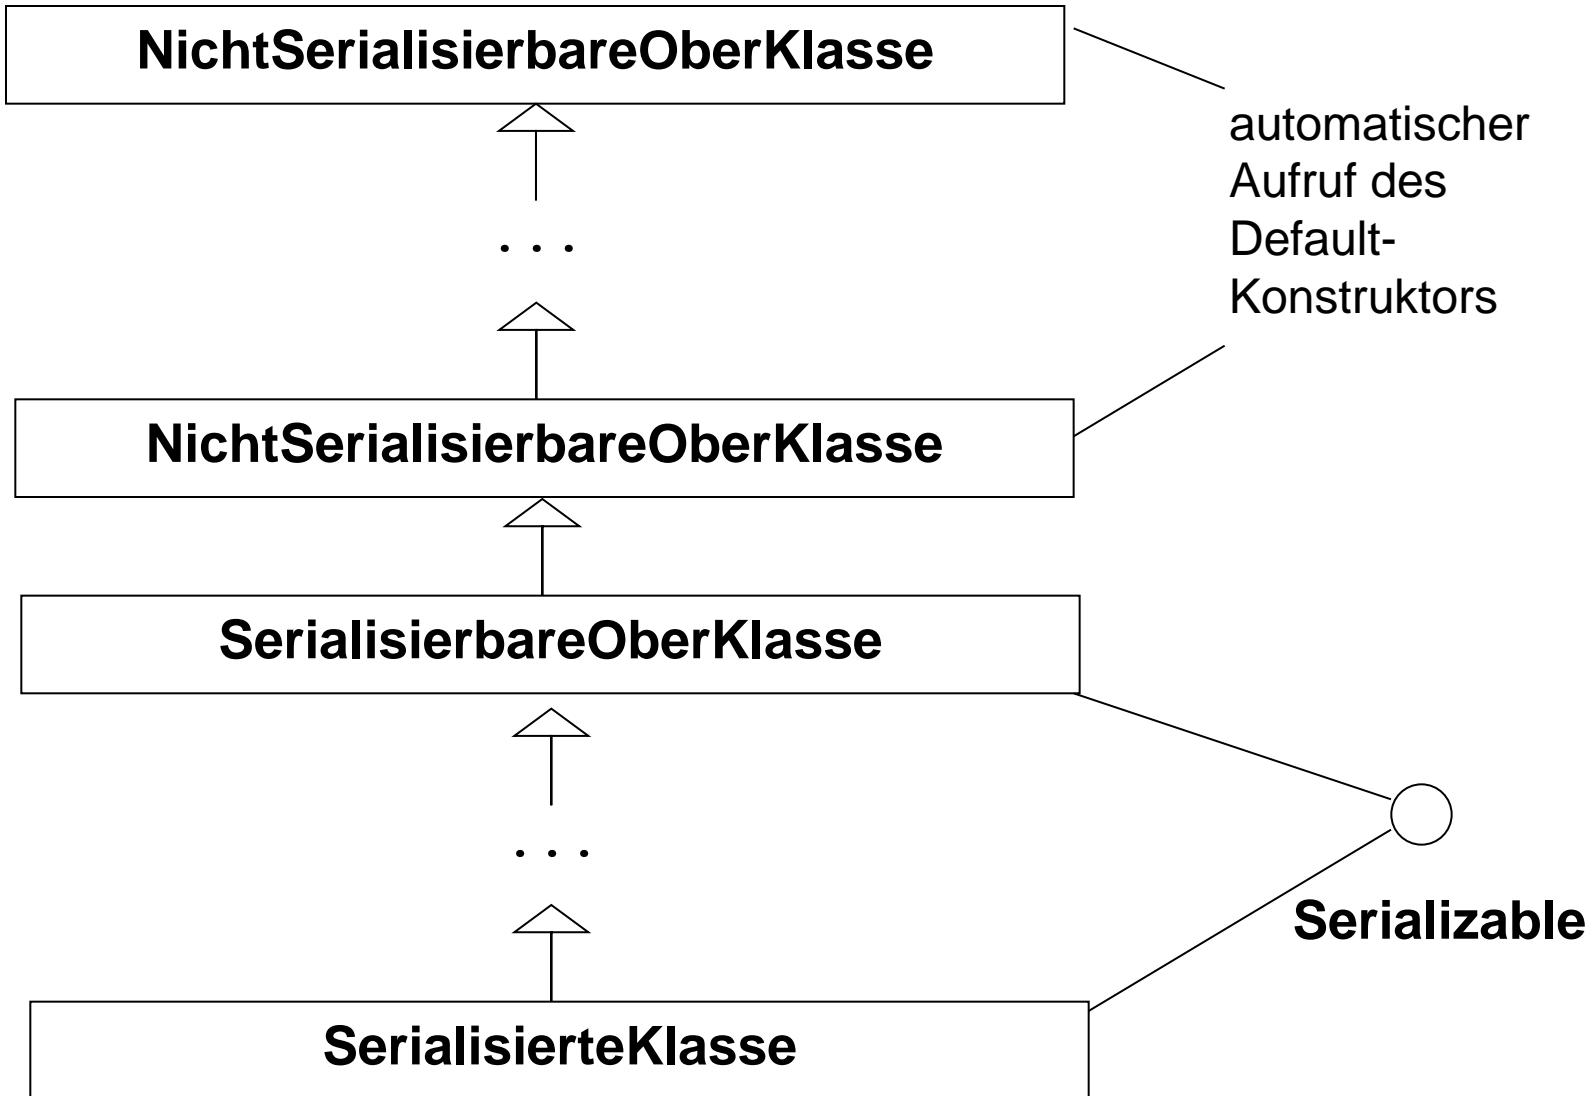 NichtSerialisierbareOberKlasse
automatischer
Aufruf des
Default-
Konstruktors
. . .
NichtSerialisierbareOberKlasse
SerialisierbareOberKlasse
. . .
Serializable
SerialisierteKlasse